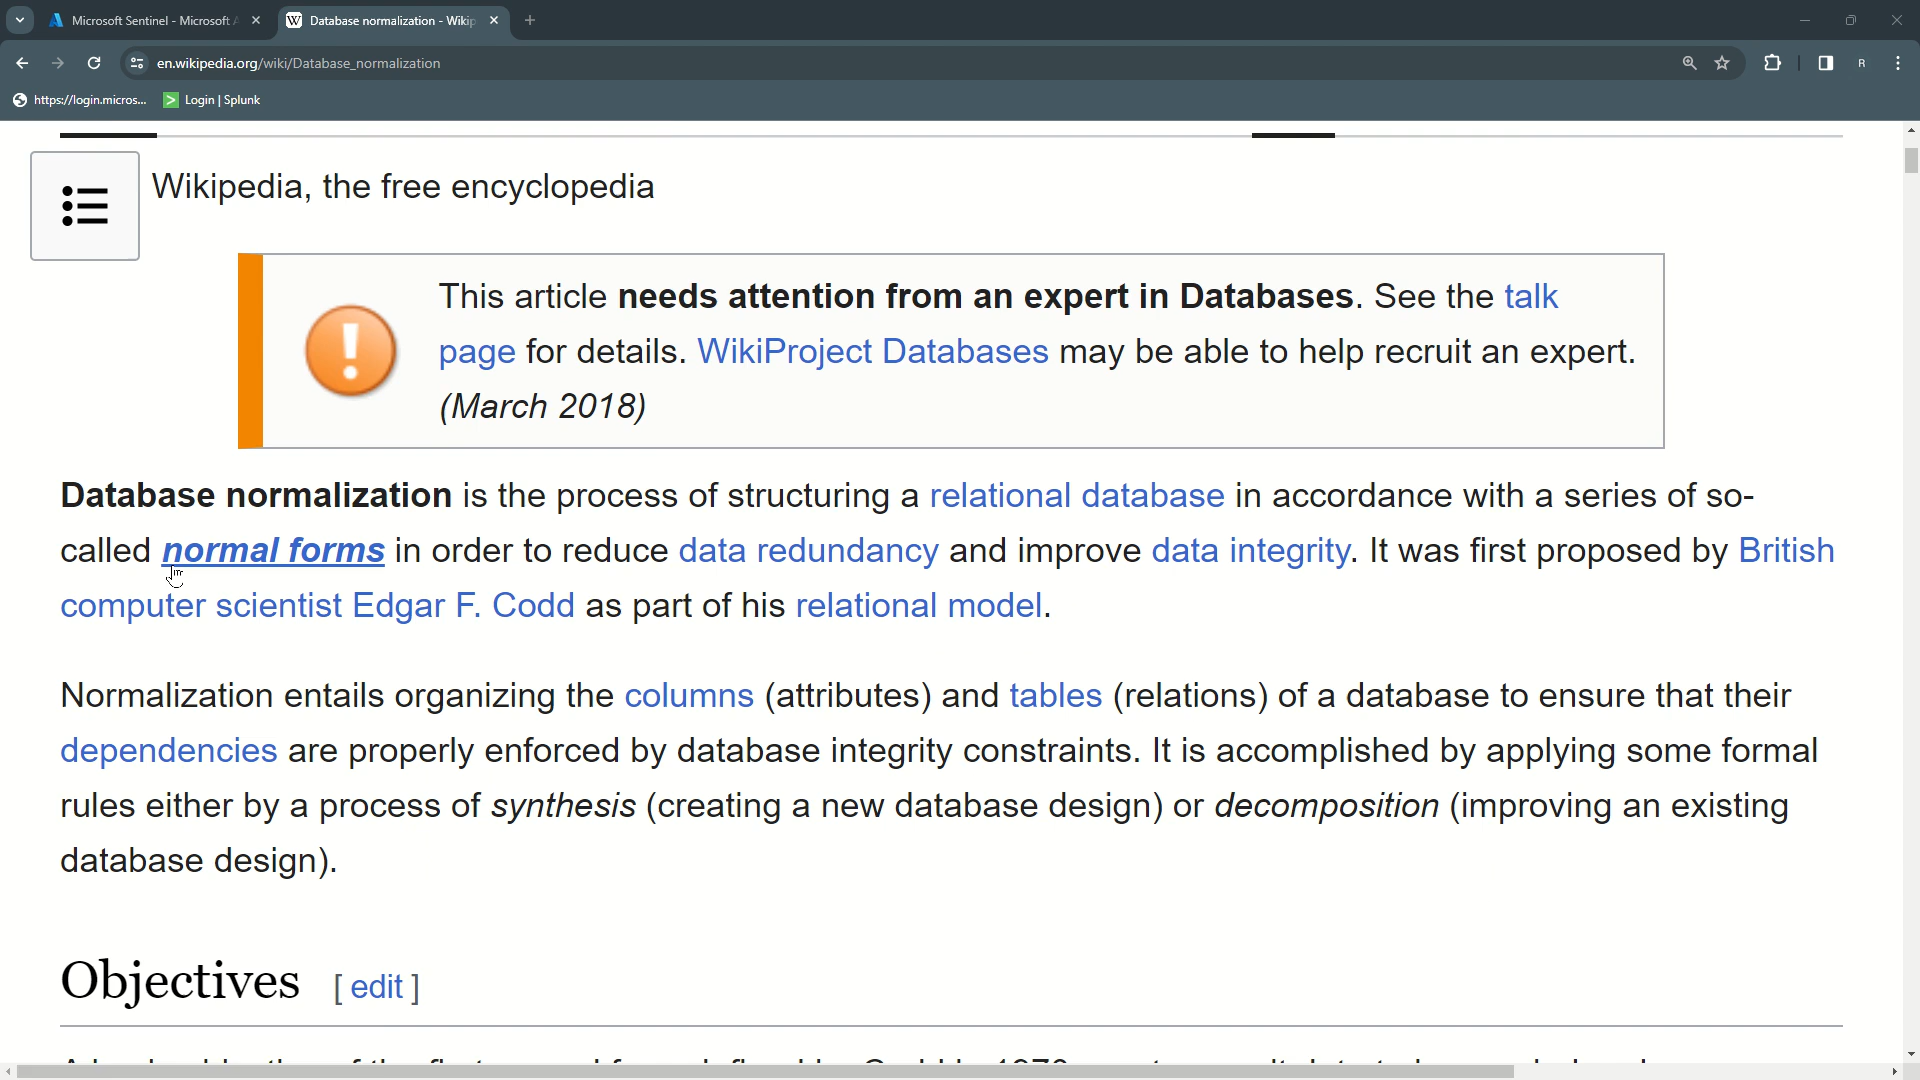 Microsoft Sentinel - Microsoft A
Database normalization - Wikip
en.wikipedia.org/wiki/Database_normalization
R
https://login.micros...
Login | Splunk
Wikipedia, the free encyclopedia
This article needs attention from an expert in Databases. See the talk
page for details. WikiProject Databases may be able to help recruit an expert.
(March 2018)
Database normalization is the process of structuring a relational database in accordance with a series of so-
called normal forms in order to reduce data redundancy and improve data integrity. It was first proposed by British
computer scientist Edgar F. Codd as part of his relational model.
Normalization entails organizing the columns (attributes) and tables (relations) of a database to ensure that their
dependencies are properly enforced by database integrity constraints. It is accomplished by applying some formal
rules either by a process of synthesis (creating a new database design) or decomposition (improving an existing
database design).
Objectives [ edit ]